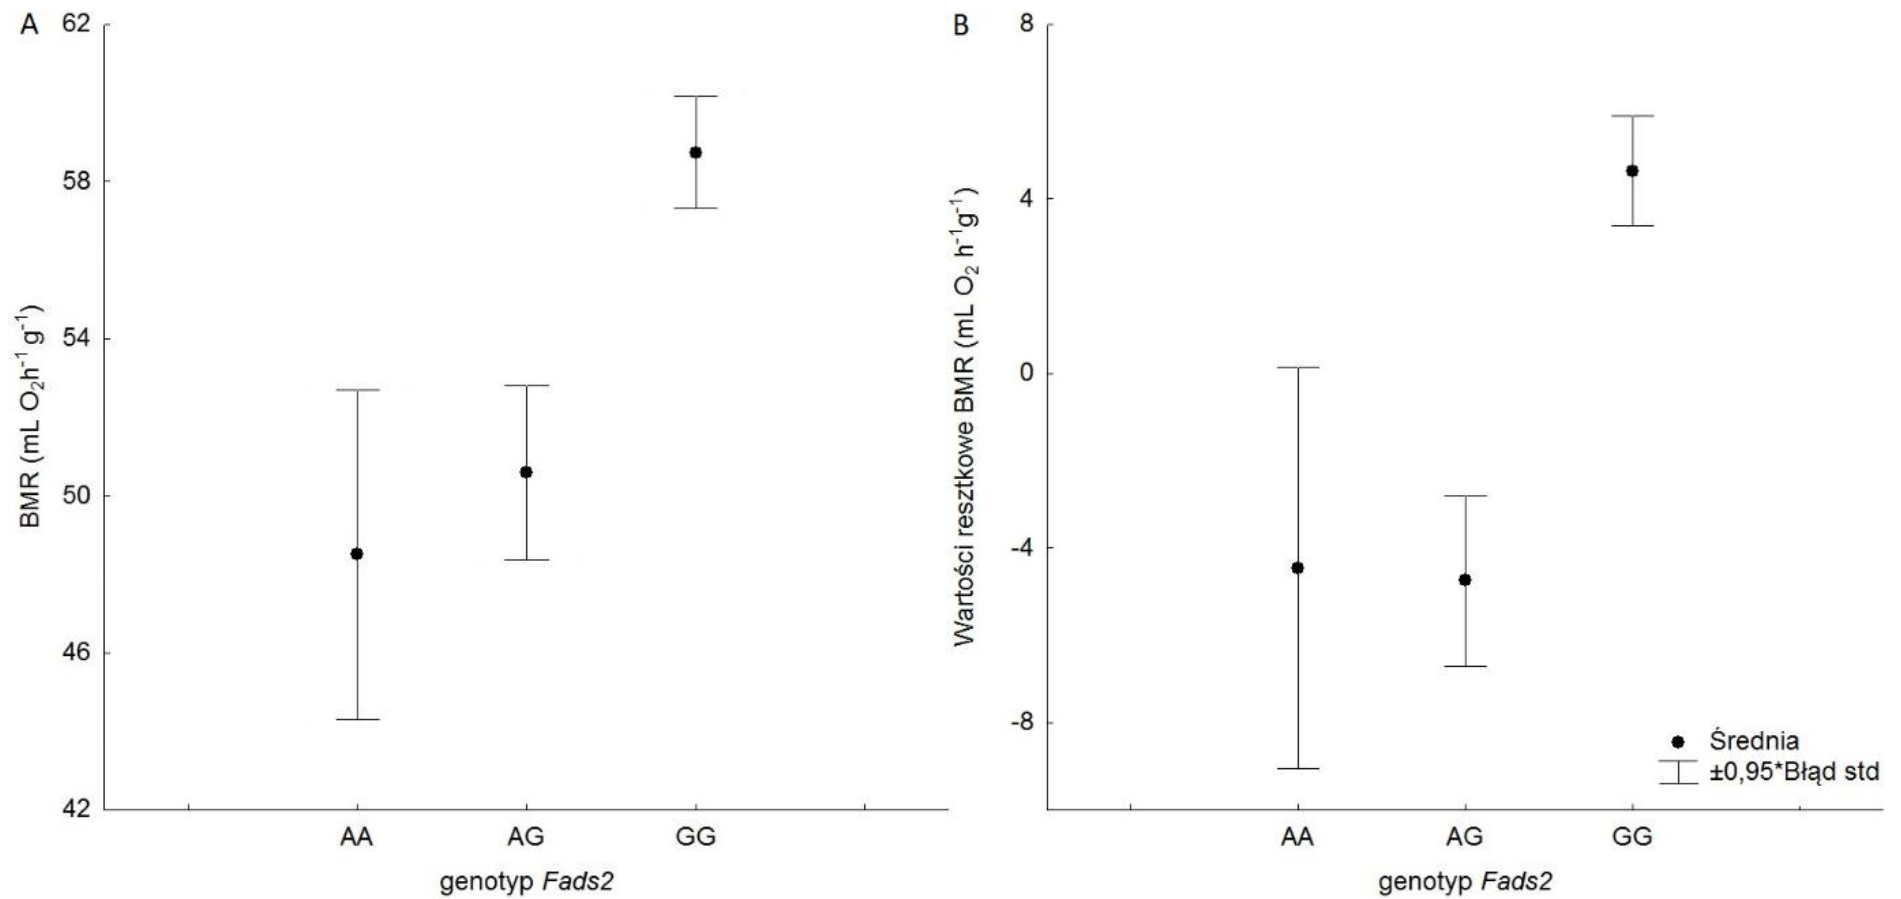 A
62
58
54
50
46
42
BMR (mL O₂h⁻¹ g⁻¹)
AA AG GG
genotyp Fads2
B
8
4
0
-4
-8
Wartości resztkowe BMR (mL O₂ h⁻¹g⁻¹)
Średnia
±0,95*Błąd std
AA AG GG
genotyp Fads2